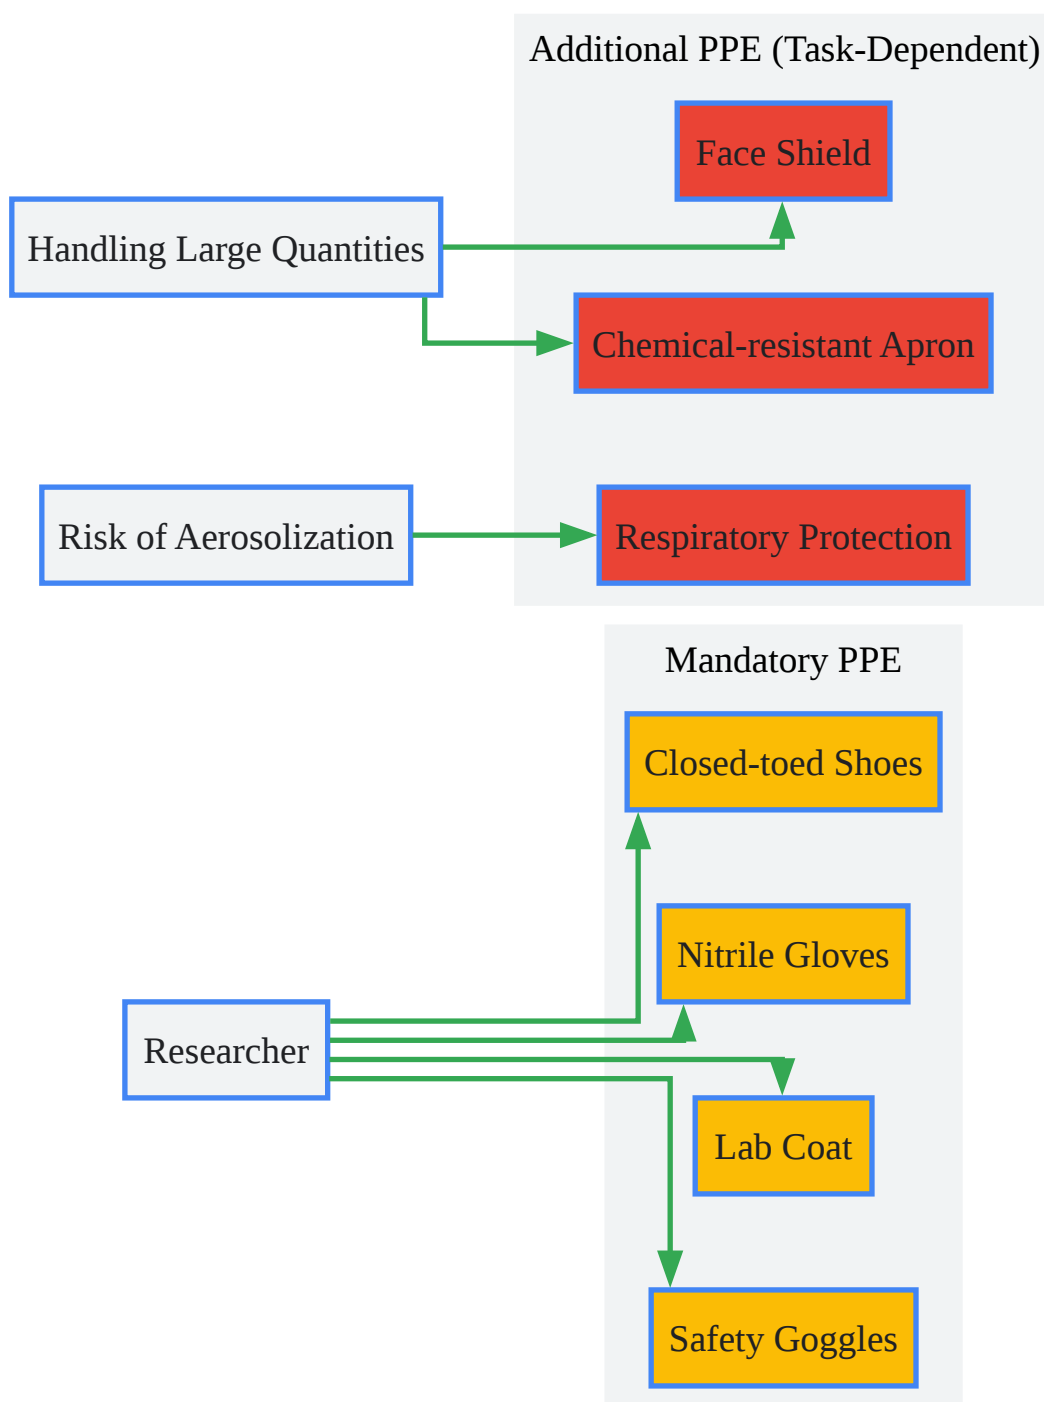 Additional PPE (Task-Dependent)
Face Shield
Handling Large Quantities
Chemical-resistant Apron
Risk of Aerosolization
Respiratory Protection
Mandatory PPE
Closed-toed Shoes
Nitrile Gloves
Researcher
Lab Coat
Safety Goggles